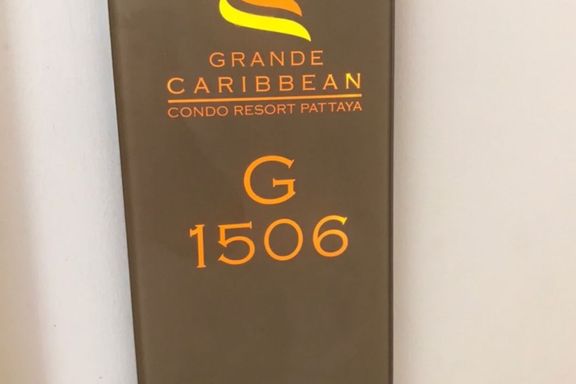 GRANDE
CARIBBEAN
CONDO RESORT PATTAYA
G
1506